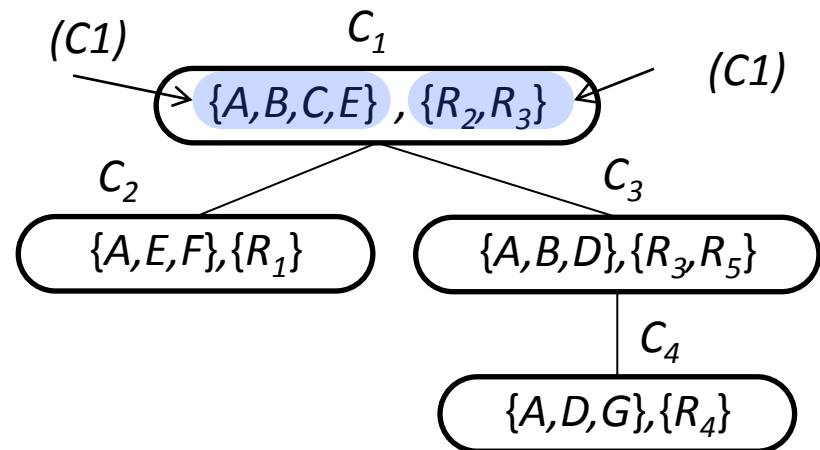 (C1) C₁ (C1)
{A,B,C,E} , {R₂,R₃}
C₂ C₃
{A,E,F},{R₁} {A,B,D},{R₃,R₅}
C₄
{A,D,G},{R₄}